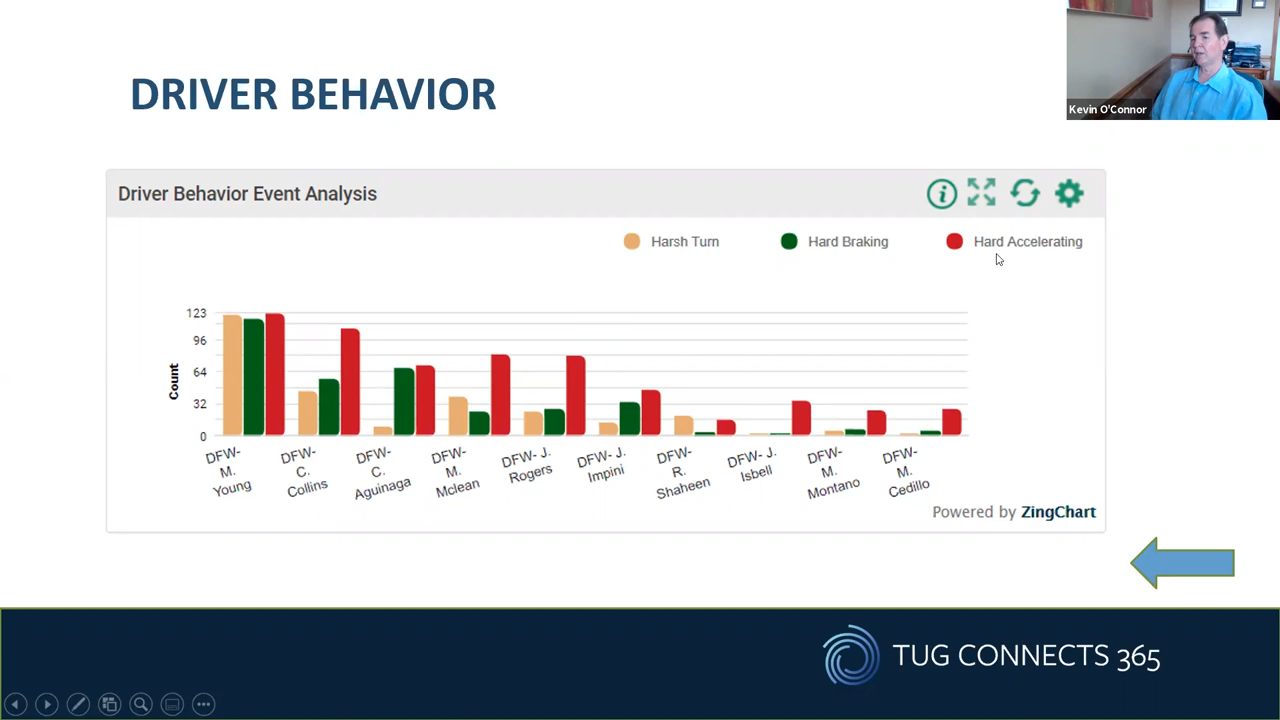 Kevin O'Connor
DRIVER BEHAVIOR
Driver Behavior Event Analysis
Harsh Turn
Hard Braking
Hard Accelerating
Count
123
96
64
32
0
DFW-
M.
Young
DFW-
C.
Collins
DFW-
C.
Aguinaga
DFW-
M.
Mclean
DFW- J.
Rogers
DFW- J.
Impini
DFW-
R.
Shaheen
DFW- J.
Isbell
DFW-
M.
Montano
DFW-
M.
Cedillo
Powered by ZingChart
TUG CONNECTS 365